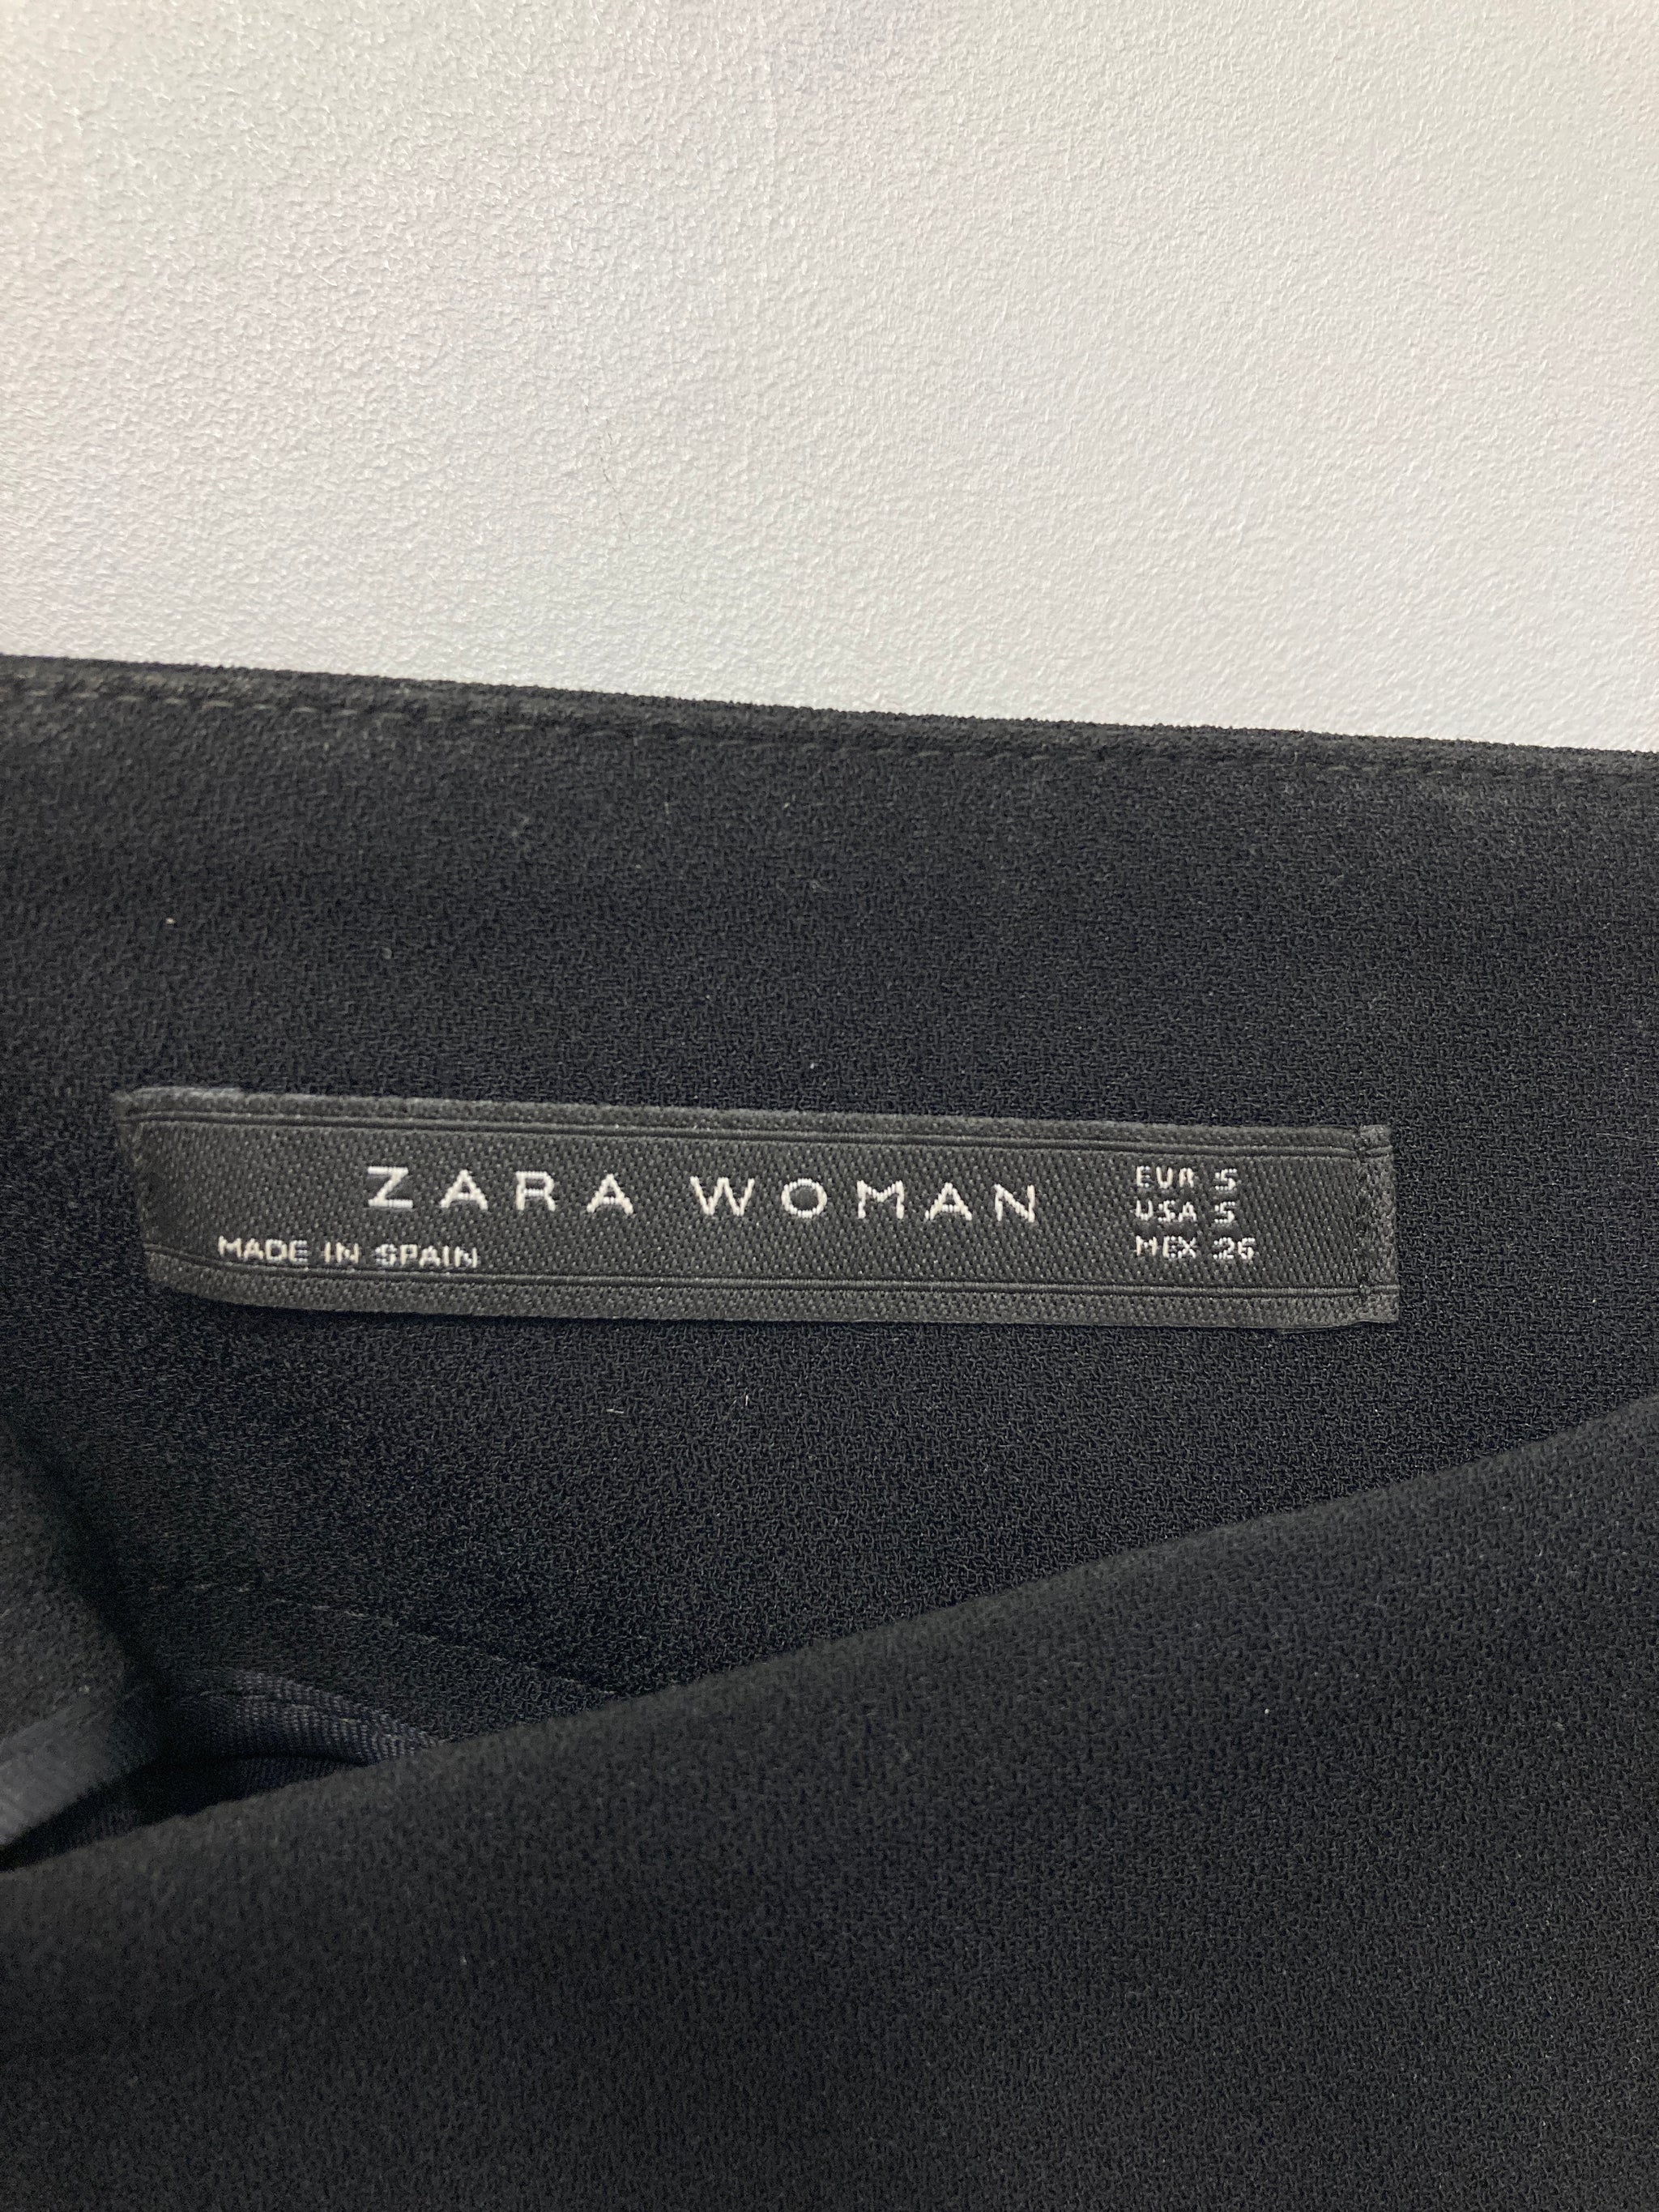 ZARA WOMAN
MADE IN SPAIN
EUR S
USA S
MEX 26